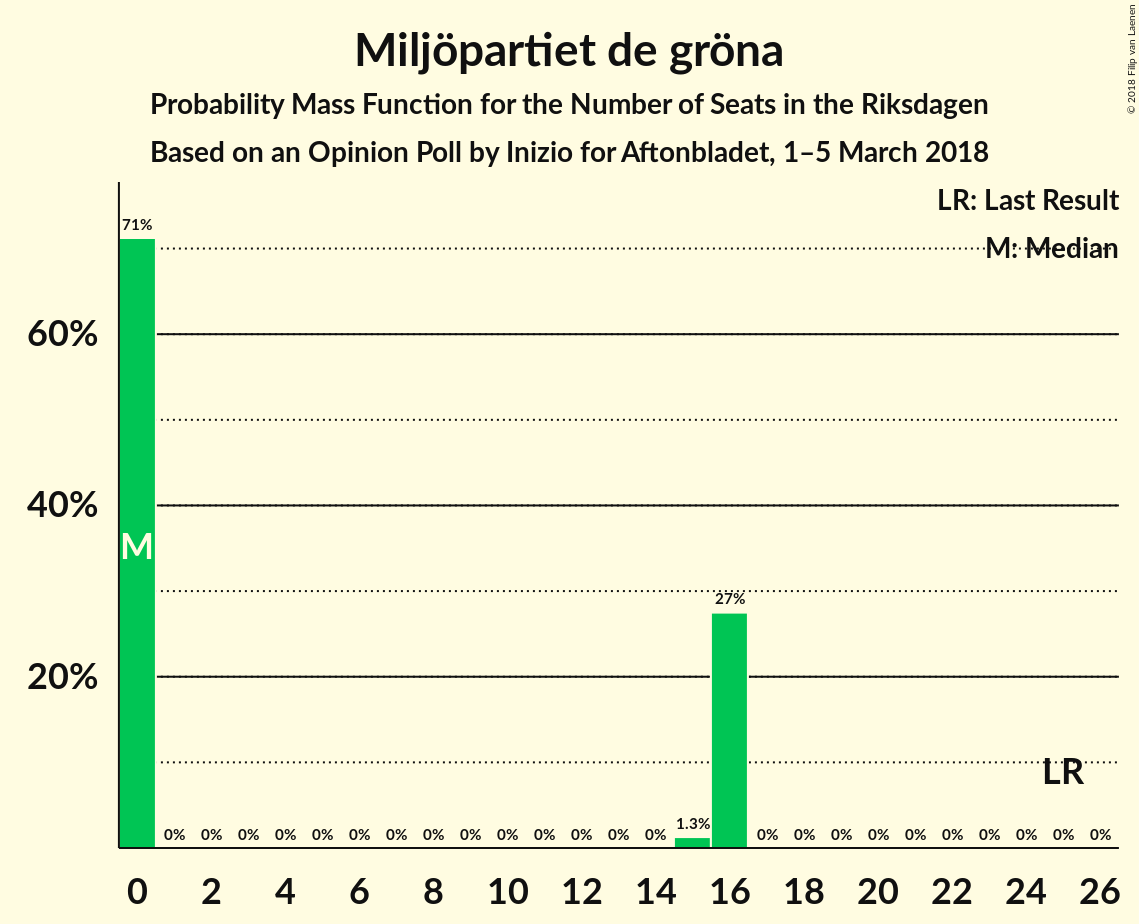 Miljöpartiet de gröna
Probability Mass Function for the Number of Seats in the Riksdagen
Based on an Opinion Poll by Inizio for Aftonbladet, 1–5 March 2018
© 2018 Filip van Laenen
LR: Last Result
M: Median
71%
60%
40%
M
27%
20%
LR
1.3%
0% 0% 0% 0% 0% 0% 0% 0% 0% 0% 0% 0% 0% 0% 0% 0% 0% 0% 0% 0% 0% 0% 0% 0%
0 2 4 6 8 10 12 14 16 18 20 22 24 26